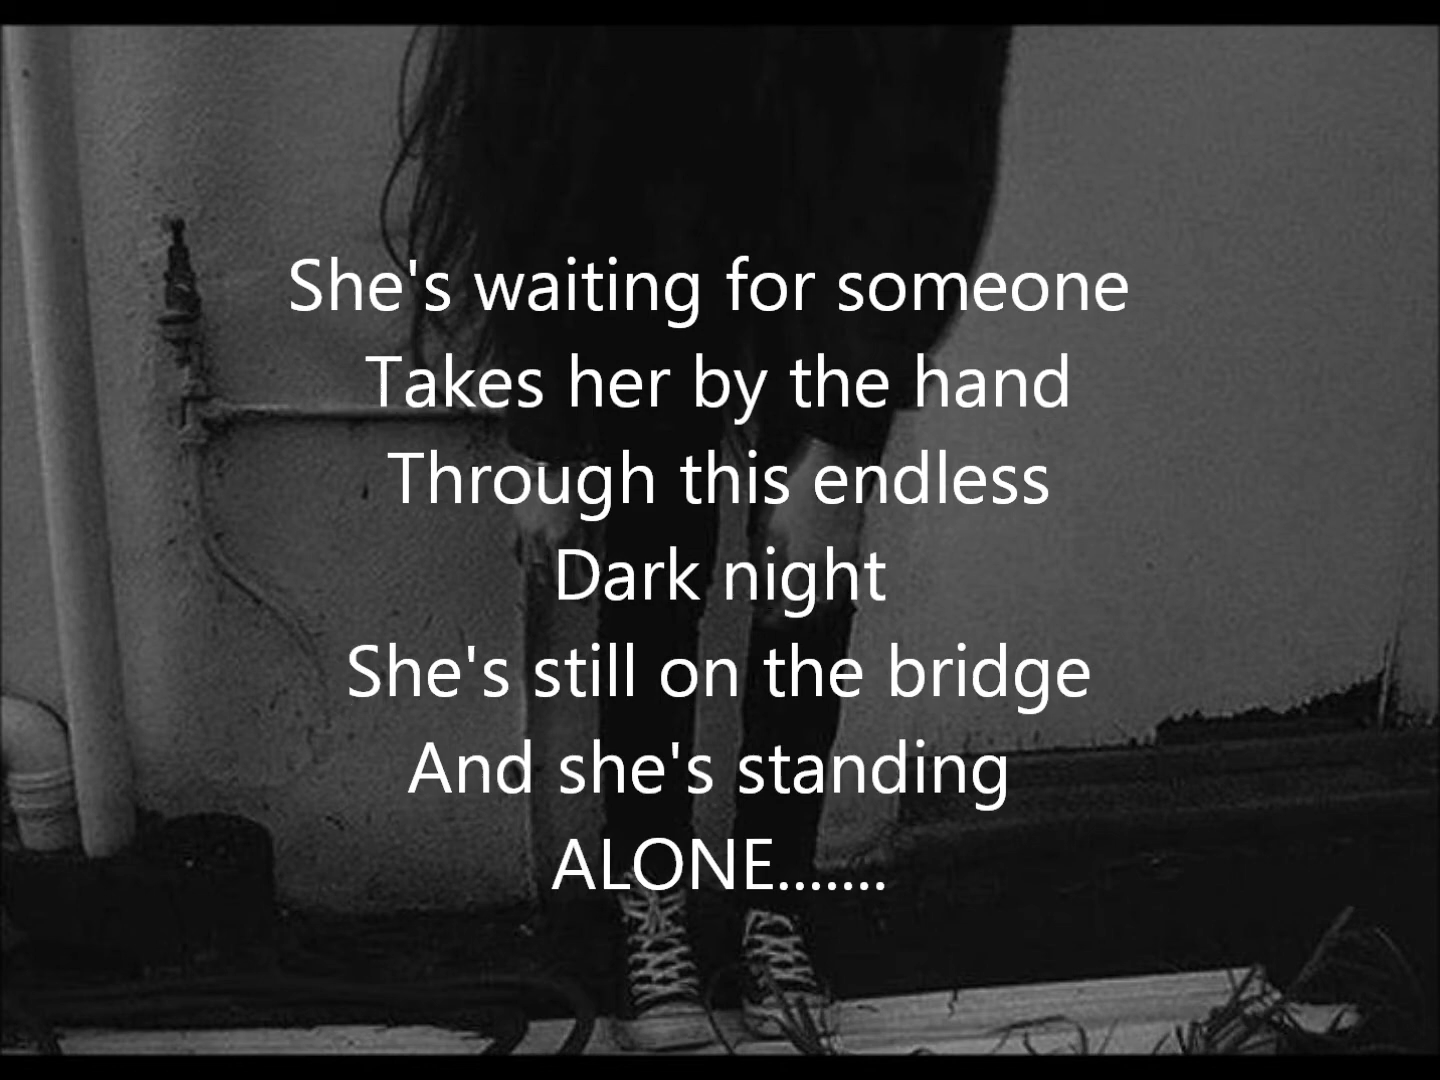 She's waiting for someone
Takes her by the hand
Through this endless
Dark night
She's still on the bridge
And she's standing
ALONE.......